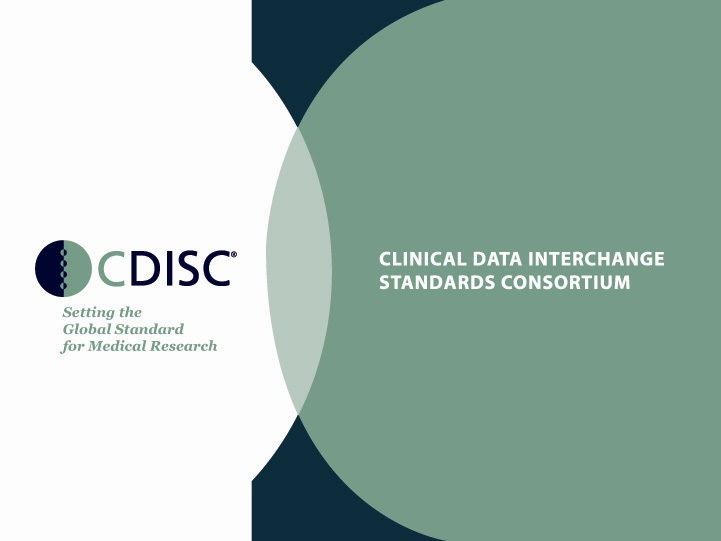 CDISC®
Setting the
Global Standard
for Medical Research
CLINICAL DATA INTERCHANGE
STANDARDS CONSORTIUM